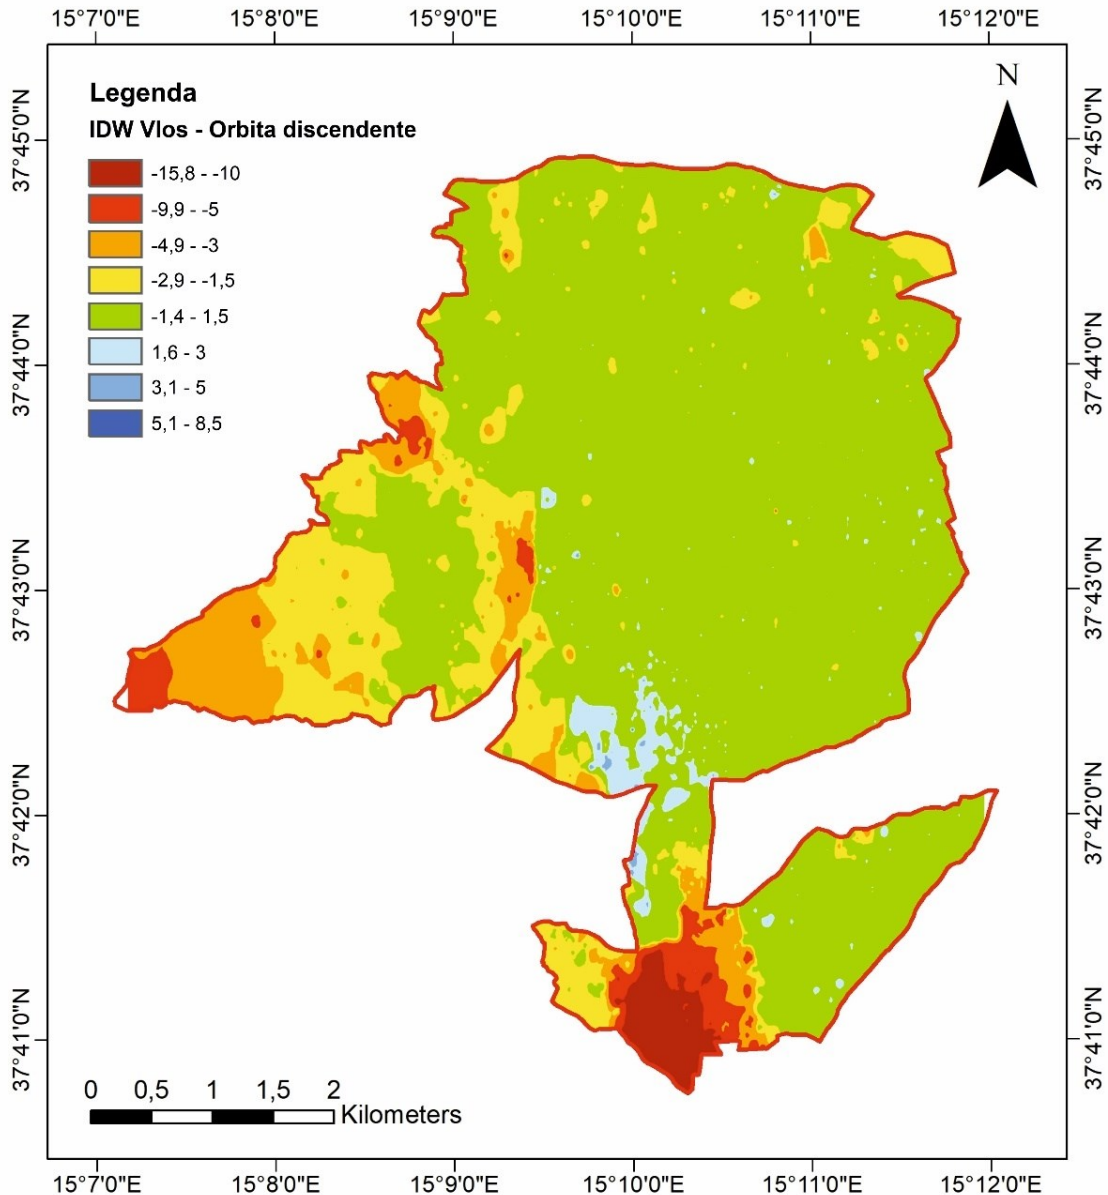 15°7'0"E 15°8'0"E 15°9'0"E 15°10'0"E 15°11'0"E 15°12'0"E
N
Legenda
IDW Vlos - Orbita discendente
-15,8 - -10
-9,9 - -5
-4,9 - -3
-2,9 - -1,5
-1,4 - 1,5
1,6 - 3
3,1 - 5
5,1 - 8,5
37°45'0"N 37°45'0"N
37°44'0"N 37°44'0"N
37°43'0"N 37°43'0"N
37°42'0"N 37°42'0"N
37°41'0"N 37°41'0"N
0 0,5 1 1,5 2
Kilometers
15°7'0"E 15°8'0"E 15°9'0"E 15°10'0"E 15°11'0"E 15°12'0"E